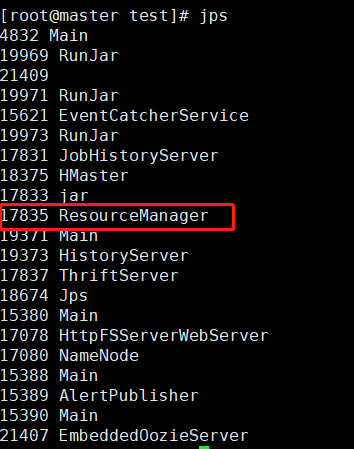 [root@master test]# jps
4832 Main
19969 RunJar
21409
19971 RunJar
15621 EventCatcherService
19973 RunJar
17831 JobHistoryServer
18375 HMaster
17833 jar
17835 ResourceManager
19371 Main
19373 HistoryServer
17837 ThriftServer
18674 Jps
15380 Main
17078 HttpFSServerWebServer
17080 NameNode
15388 Main
15389 AlertPublisher
15390 Main
21407 EmbeddedOozieServer